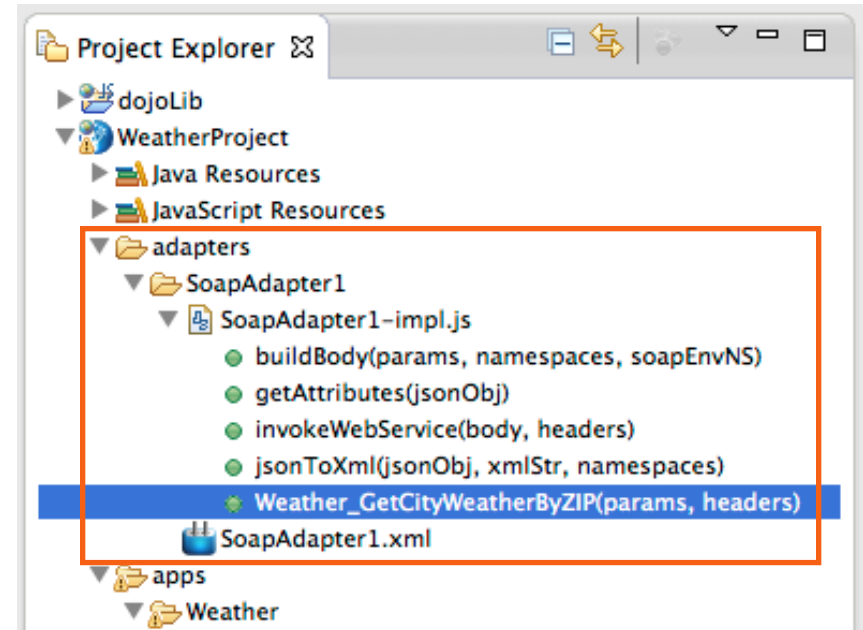 Project Explorer
dojoLib
WeatherProject
Java Resources
JavaScript Resources
adapters
SoapAdapter1
SoapAdapter1-impl.js
buildBody(params, namespaces, soapEnvNS)
getAttributes(jsonObj)
invokeWebService(body, headers)
jsonToXml(jsonObj, xmlStr, namespaces)
Weather_GetCityWeatherByZIP(params, headers)
SoapAdapter1.xml
apps
Weather